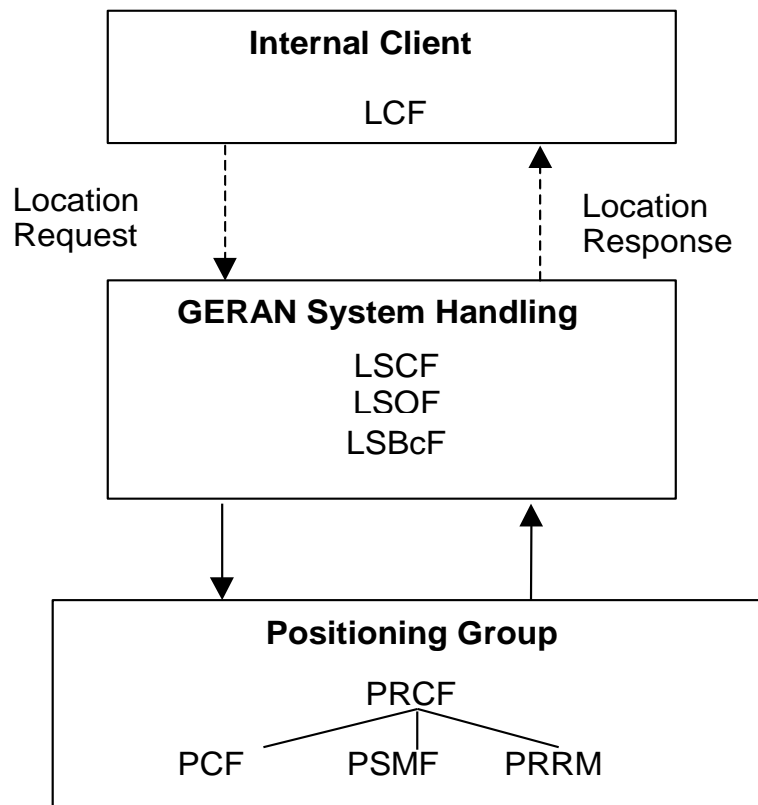 Internal Client
LCF
Location
Request
Location
Response
GERAN System Handling
LSCF
LSOF
LSBcF
Positioning Group
PRCF
PCF PSMF PRRM